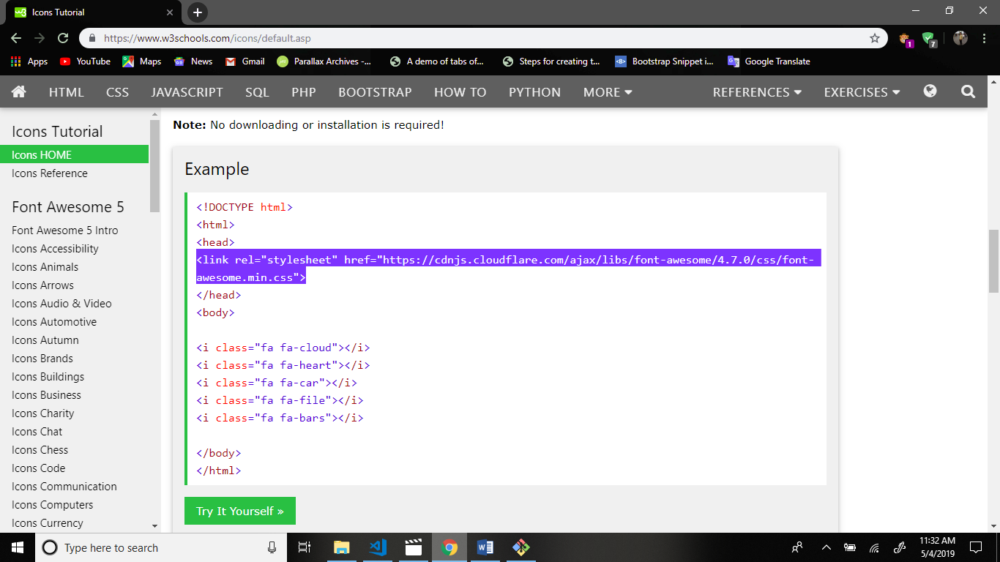 Icons Tutorial
https://www.w3schools.com/icons/default.asp
1
7
Apps YouTube Maps News Gmail Parallax Archives -... A demo of tabs of... Steps for creating t... Bootstrap Snippet i... Google Translate
HTML CSS JAVASCRIPT SQL PHP BOOTSTRAP HOW TO PYTHON MORE REFERENCES EXERCISES
Icons Tutorial
Icons HOME
Icons Reference
Font Awesome 5
Font Awesome 5 Intro
Icons Accessibility
Icons Animals
Icons Arrows
Icons Audio & Video
Icons Automotive
Icons Autumn
Icons Brands
Icons Buildings
Icons Business
Icons Charity
Icons Chat
Icons Chess
Icons Code
Icons Communication
Icons Computers
Icons Currency
Note: No downloading or installation is required!
Example
<!DOCTYPE html>
<html>
<head>
<link rel="stylesheet" href="https://cdnjs.cloudflare.com/ajax/libs/font-awesome/4.7.0/css/font-
awesome.min.css">
</head>
<body>
<i class="fa fa-cloud"></i>
<i class="fa fa-heart"></i>
<i class="fa fa-car"></i>
<i class="fa fa-file"></i>
<i class="fa fa-bars"></i>
</body>
</html>
Try It Yourself »
Type here to search
11:32 AM
5/4/2019